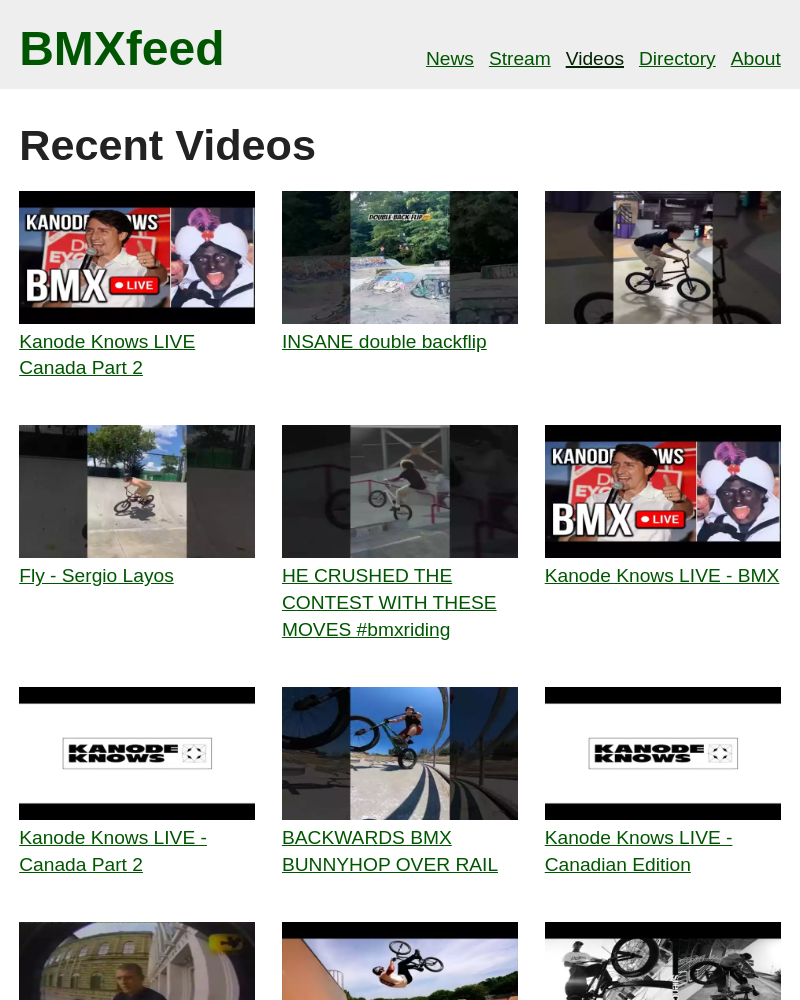 BMXfeed
News Stream Videos Directory About
Recent Videos
KANODE KNOWS
BMX LIVE
DOUBLE BACK FLIP
Kanode Knows LIVE
Canada Part 2
INSANE double backflip
KANODE KNOWS
BMX LIVE
Fly - Sergio Layos
HE CRUSHED THE
CONTEST WITH THESE
MOVES #bmxriding
Kanode Knows LIVE - BMX
KANODE
KNOWS
KANODE
KNOWS
Kanode Knows LIVE -
Canada Part 2
BACKWARDS BMX
BUNNYHOP OVER RAIL
Kanode Knows LIVE -
Canadian Edition